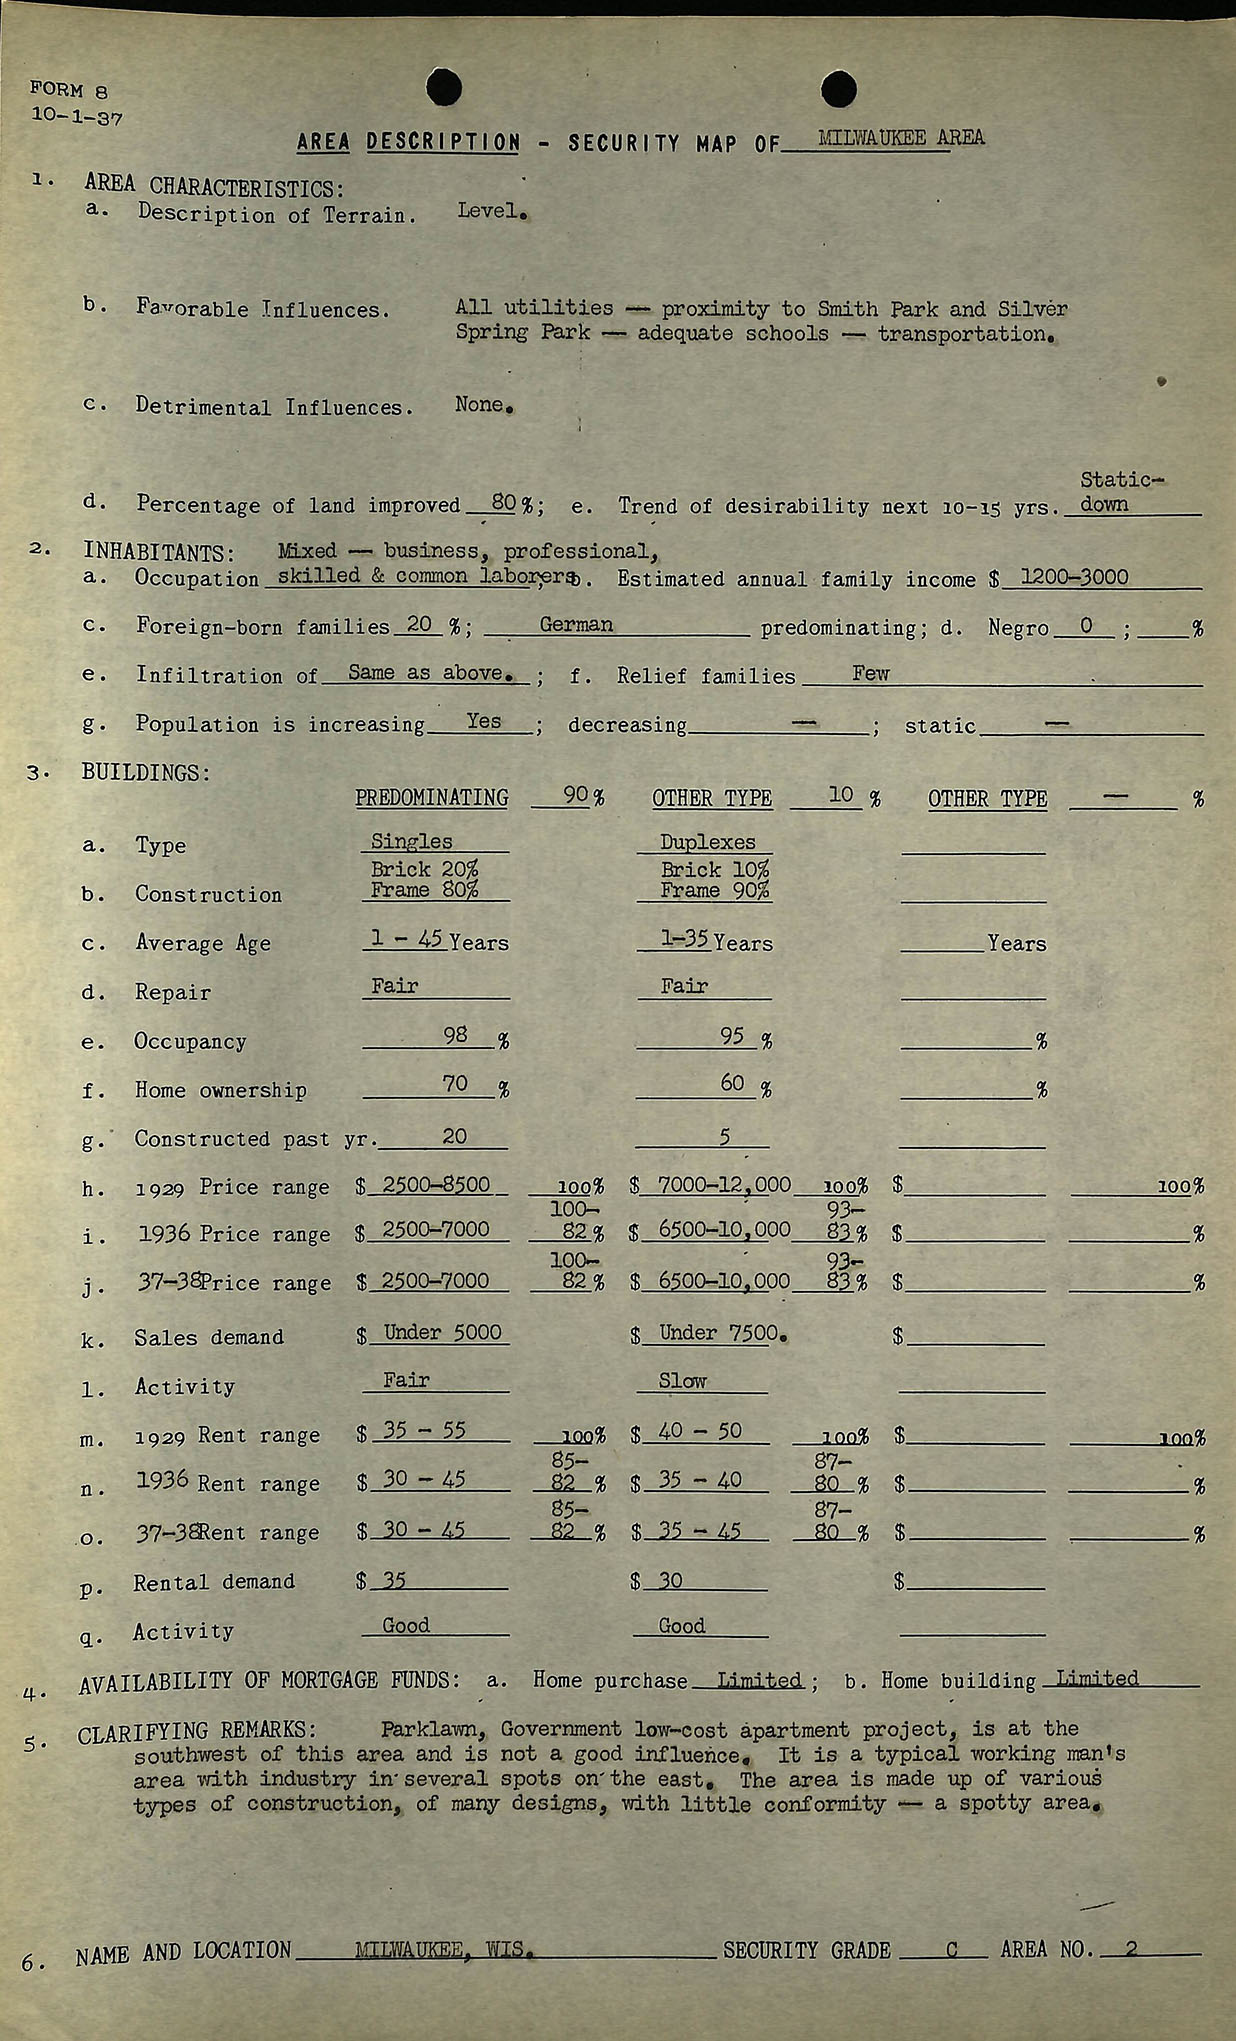 FORM 8
10-1-37
AREA DESCRIPTION - SECURITY MAP OF MILWAUKEE AREA
1. AREA CHARACTERISTICS:
a. Description of Terrain. Level.
b. Favorable Influences. All utilities — proximity to Smith Park and Silver
Spring Park — adequate schools — transportation.
c. Detrimental Influences. None.
Static-
d. Percentage of land improved 80 %; e. Trend of desirability next 10-15 yrs. down
2. INHABITANTS: Mixed — business, professional,
a. Occupation skilled & common laborers; b. Estimated annual family income $ 1200-3000
c. Foreign-born families 20 %; German predominating; d. Negro 0 ; %
e. Infiltration of Same as above. ; f. Relief families Few
g. Population is increasing Yes ; decreasing — ; static —
3. BUILDINGS:
PREDOMINATING 90 % OTHER TYPE 10 % OTHER TYPE — %
a. Type Singles Duplexes
Brick 20% Brick 10%
b. Construction Frame 80% Frame 90%
c. Average Age 1 - 45 Years 1-35 Years Years
d. Repair Fair Fair
e. Occupancy 98 % 95 % %
f. Home ownership 70 % 60 % %
g. Constructed past yr. 20 5
h. 1929 Price range $ 2500-8500 100% $ 7000-12,000 100% $ 100%
100- 93-
i. 1936 Price range $ 2500-7000 82 % $ 6500-10,000 83 % $ %
100- 93-
j. 37-38 Price range $ 2500-7000 82 % $ 6500-10,000 83 % $ %
k. Sales demand $ Under 5000 $ Under 7500. $
l. Activity Fair Slow
m. 1929 Rent range $ 35 - 55 100% $ 40 - 50 100% $ 100%
85- 87-
n. 1936 Rent range $ 30 - 45 82 % $ 35 - 40 80 % $ %
85- 87-
o. 37-38 Rent range $ 30 - 45 82 % $ 35 - 45 80 % $ %
p. Rental demand $ 35 $ 30 $
q. Activity Good Good
4. AVAILABILITY OF MORTGAGE FUNDS: a. Home purchase Limited ; b. Home building Limited
5. CLARIFYING REMARKS: Parklawn, Government low-cost apartment project, is at the
southwest of this area and is not a good influence. It is a typical working man's
area with industry in several spots on the east. The area is made up of various
types of construction, of many designs, with little conformity — a spotty area.
6. NAME AND LOCATION MILWAUKEE, WIS. SECURITY GRADE C AREA NO. 2